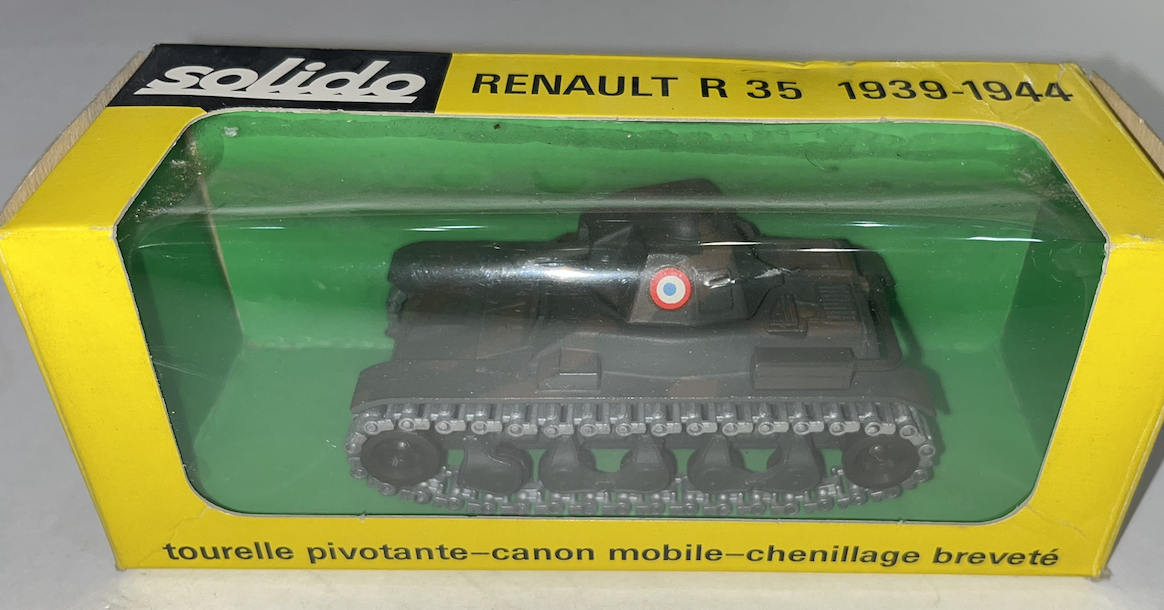 solido
RENAULT R 35 1939-1944
tourelle pivotante-canon mobile-chenillage breveté